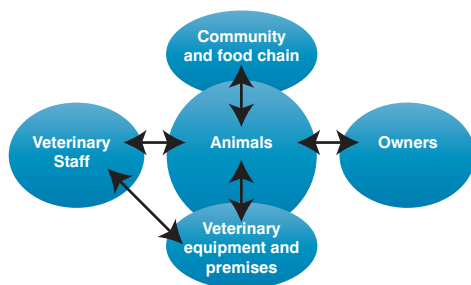 Community
and food chain
Veterinary
Staff
Animals
Owners
Veterinary
equipment and
premises